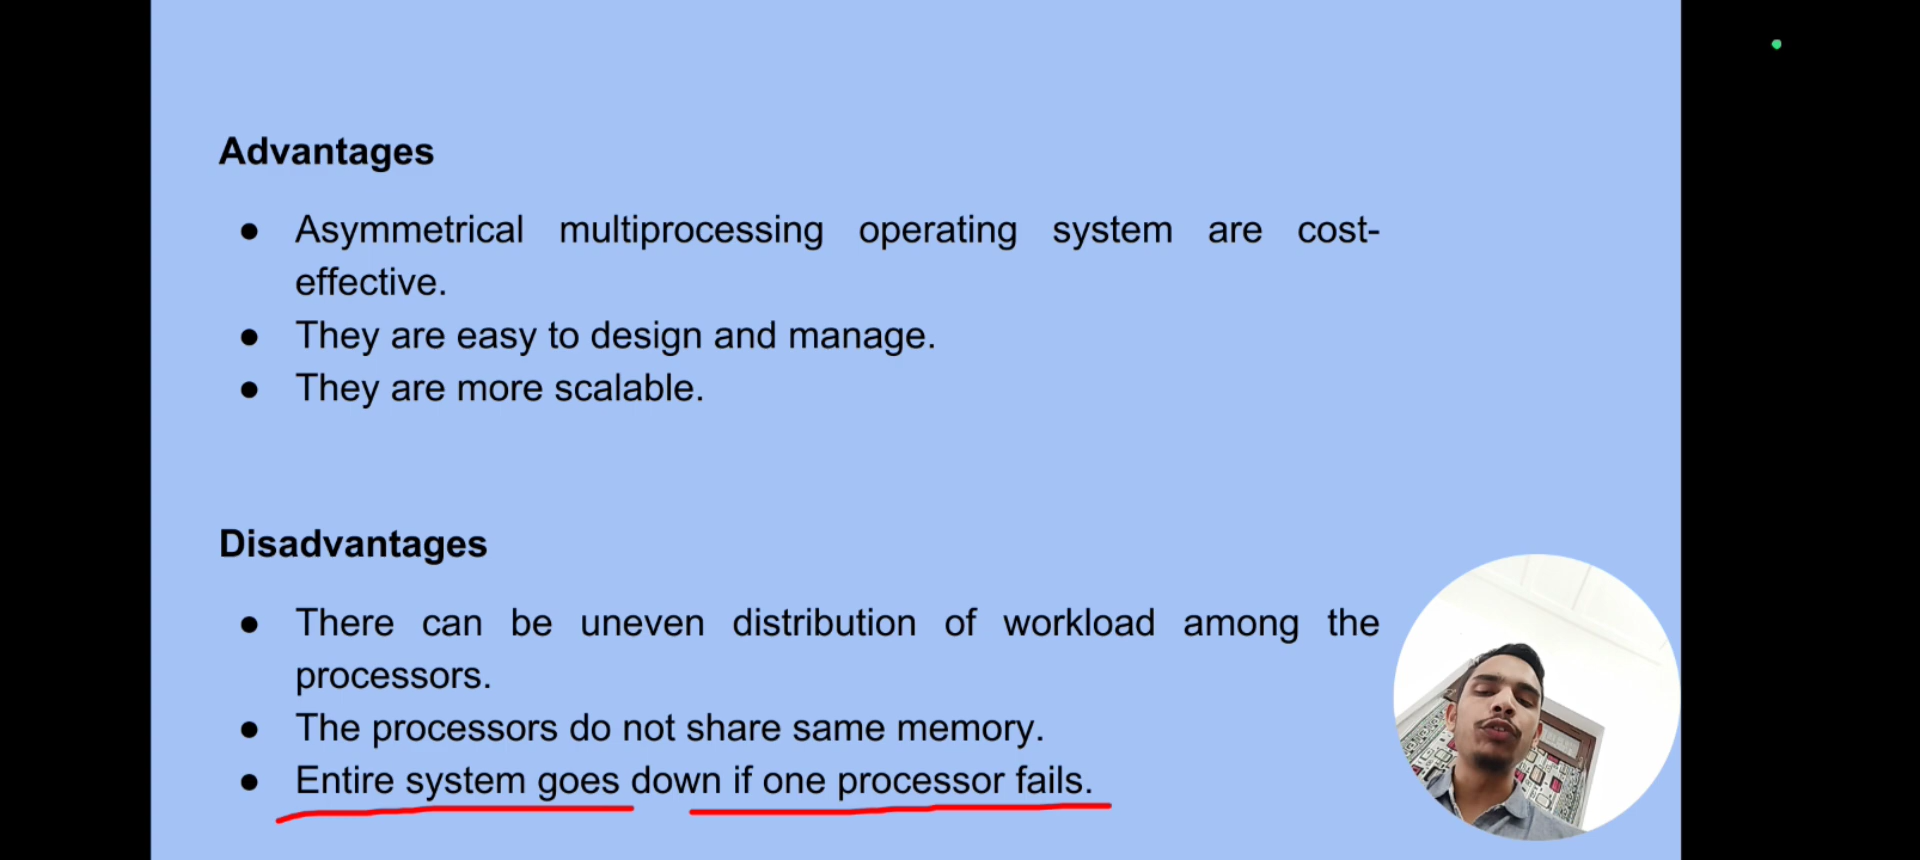 Advantages
● Asymmetrical multiprocessing operating system are cost-
effective.
● They are easy to design and manage.
● They are more scalable.
Disadvantages
● There can be uneven distribution of workload among the
processors.
● The processors do not share same memory.
● Entire system goes down if one processor fails.